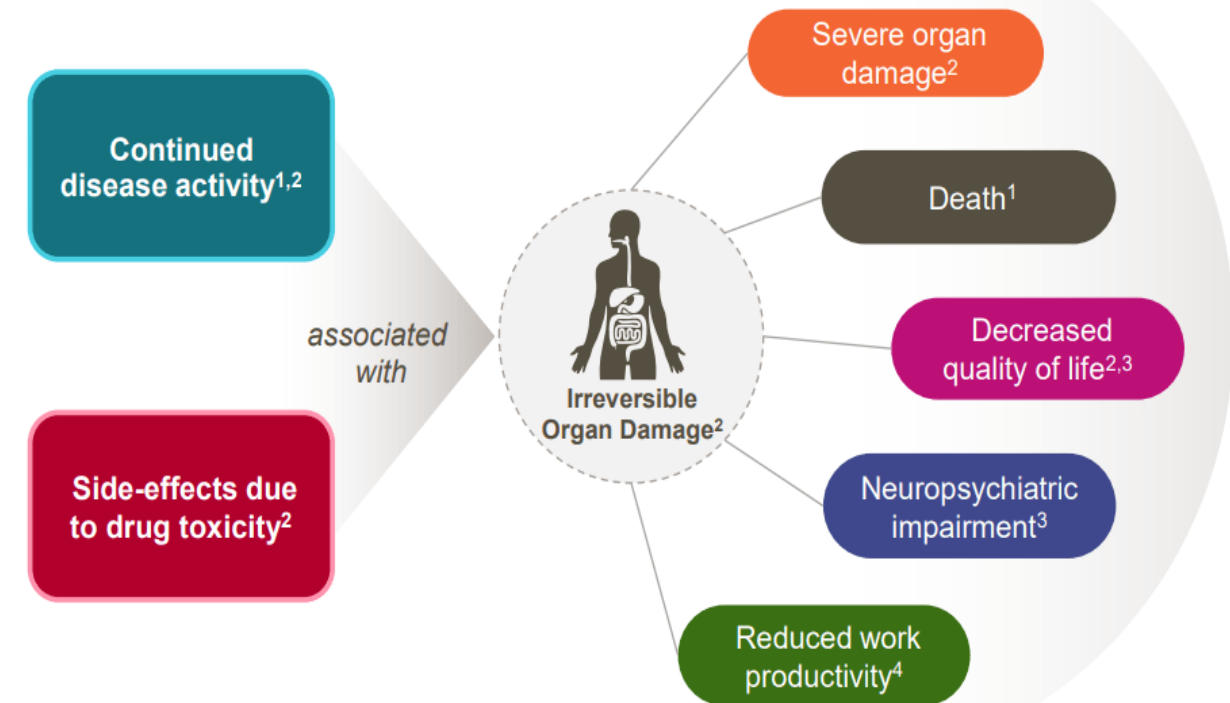 Continued
disease activity1,2
Side-effects due
to drug toxicity2
associated
with
Irreversible
Organ Damage2
Severe organ
damage2
Death1
Decreased
quality of life2,3
Neuropsychiatric
impairment3
Reduced work
productivity4